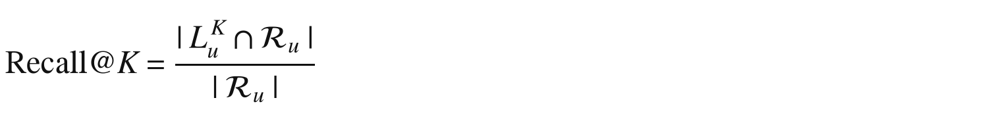 Recall@K = |L_u^K ∩ ℛ_u| / |ℛ_u|